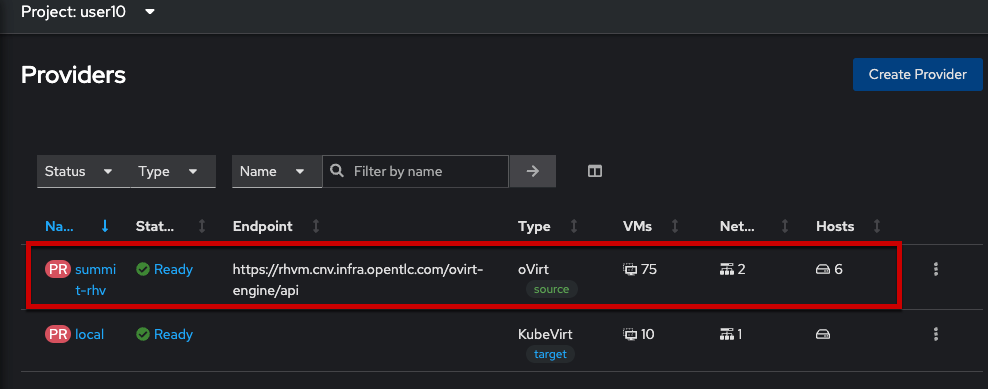 Project: user10
Providers
Create Provider
Status Type Name Filter by name
Na... Stat... Endpoint Type VMs Net... Hosts
PR summi Ready https://rhvm.cnv.infra.opentlc.com/ovirt- oVirt 75 2 6
t-rhv engine/api source
PR local Ready KubeVirt 10 1
target